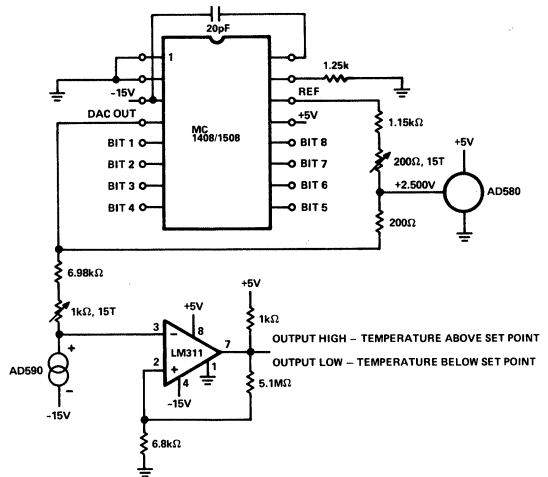 20pF
1
1.25k
–15V
REF
DAC OUT
+5V
1.15kΩ
MC
1408/1508
BIT 1
BIT 8
+5V
BIT 2
BIT 7
200Ω, 15T
BIT 3
BIT 6
+2.500V
AD580
BIT 4
BIT 5
200Ω
6.98kΩ
+5V
1kΩ, 15T
+5V
1kΩ
3
–
8
7
OUTPUT HIGH – TEMPERATURE ABOVE SET POINT
LM311
OUTPUT LOW – TEMPERATURE BELOW SET POINT
+
AD590
2
+
1
4
–
–15V
5.1MΩ
–15V
6.8kΩ